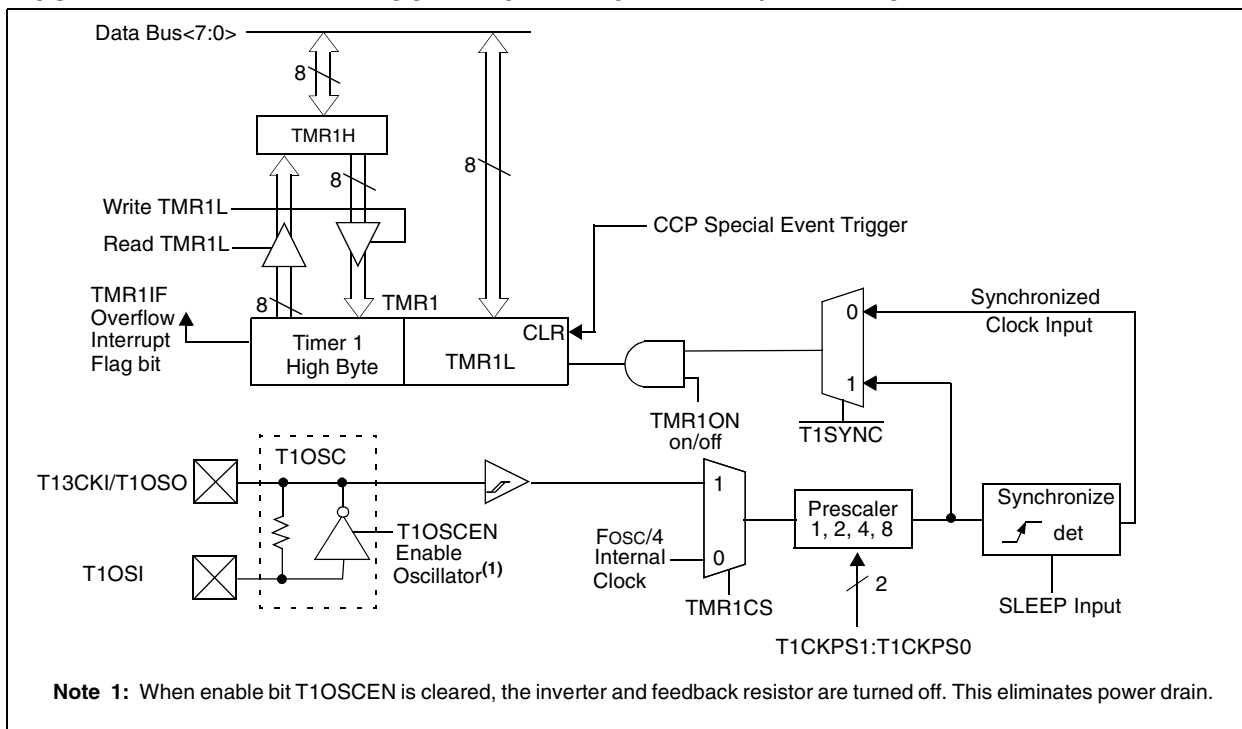 Data Bus<7:0>
8
TMR1H
8
8
Write TMR1L
CCP Special Event Trigger
Read TMR1L
TMR1IF
Overflow
Interrupt
Flag bit
8
TMR1
CLR
Timer 1
High Byte
TMR1L
0
1
Synchronized
Clock Input
TMR1ON
on/off
T1SYNC
T1OSC
T13CKI/T1OSO
T1OSI
T1OSCEN
Enable
Oscillator(1)
FOSC/4
Internal
Clock
1
0
TMR1CS
Prescaler
1, 2, 4, 8
2
T1CKPS1:T1CKPS0
Synchronize
det
SLEEP Input
Note 1: When enable bit T1OSCEN is cleared, the inverter and feedback resistor are turned off. This eliminates power drain.